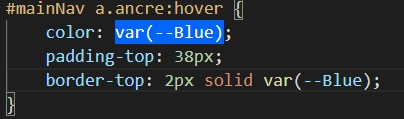 #mainNav a.ancre:hover {
    color: var(--Blue);
    padding-top: 38px;
    border-top: 2px solid var(--Blue);
}